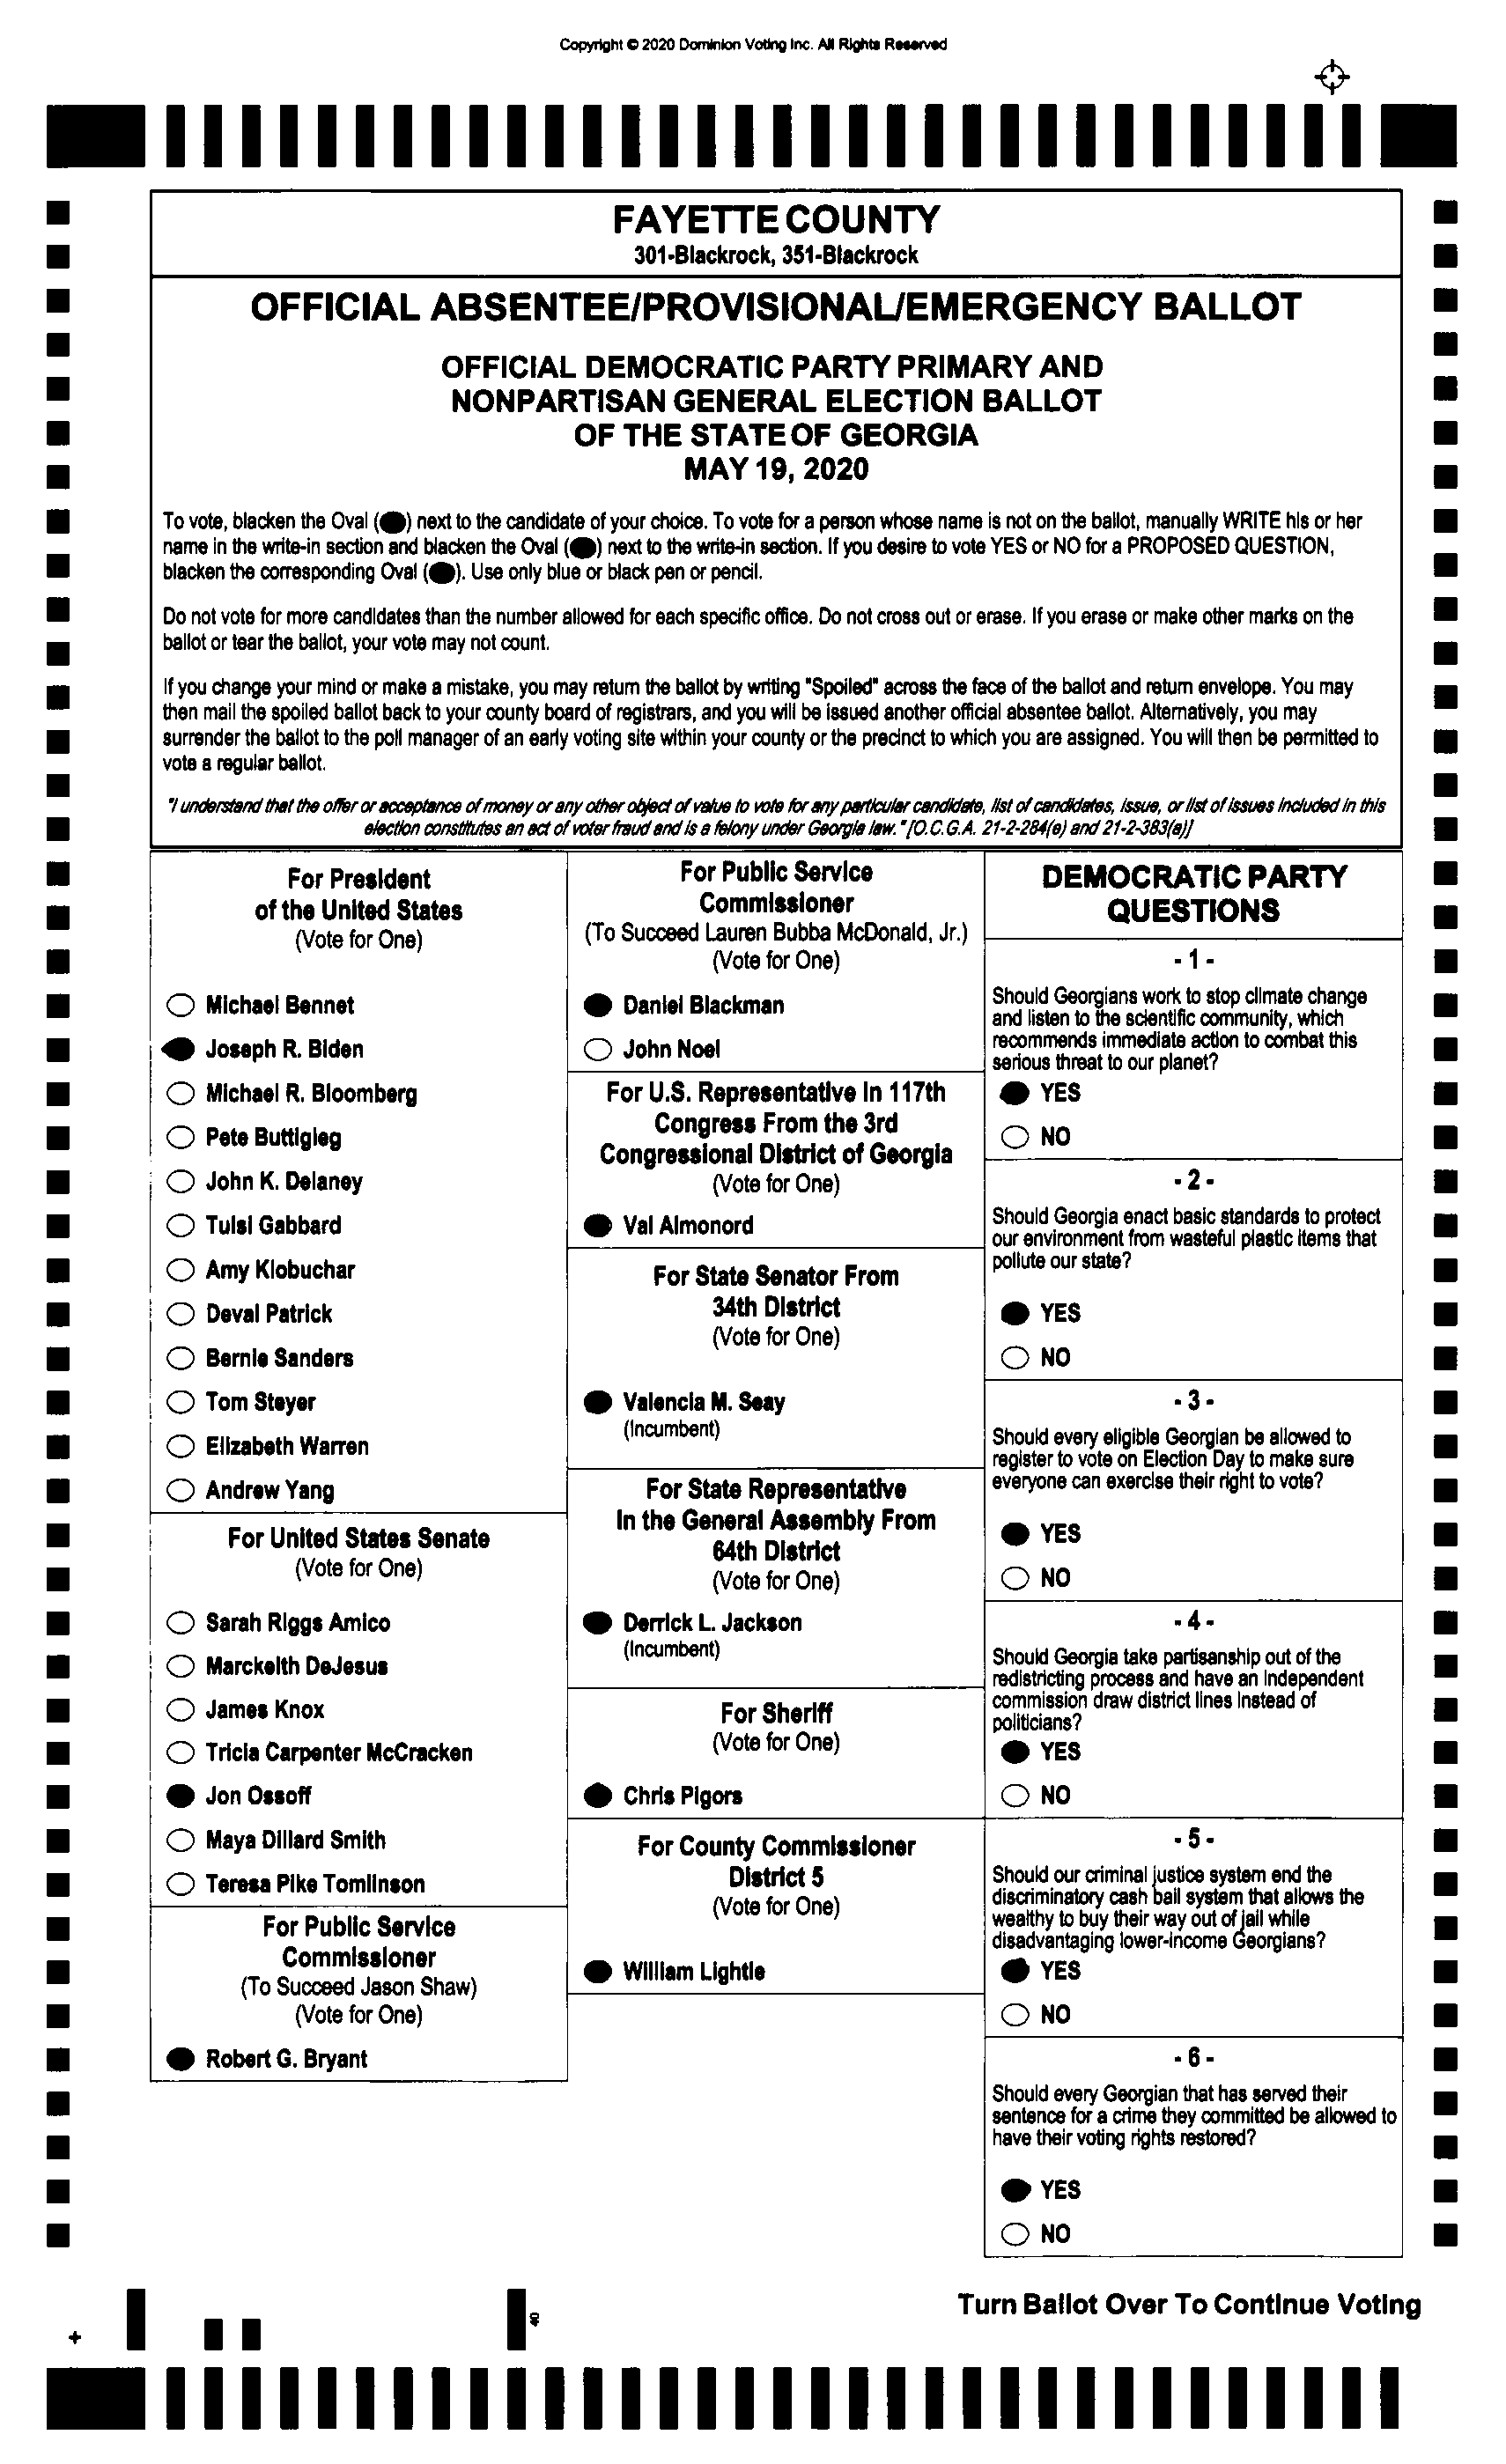 Copyright © 2020 Dominion Voting Inc. All Rights Reserved
FAYETTE COUNTY
301-Blackrock, 351-Blackrock
OFFICIAL ABSENTEE/PROVISIONAL/EMERGENCY BALLOT
OFFICIAL DEMOCRATIC PARTY PRIMARY AND
NONPARTISAN GENERAL ELECTION BALLOT
OF THE STATE OF GEORGIA
MAY 19, 2020
To vote, blacken the Oval ( ) next to the candidate of your choice. To vote for a person whose name is not on the ballot, manually WRITE his or her
name in the write-in section and blacken the Oval ( ) next to the write-in section. If you desire to vote YES or NO for a PROPOSED QUESTION,
blacken the corresponding Oval ( ). Use only blue or black pen or pencil.
Do not vote for more candidates than the number allowed for each specific office. Do not cross out or erase. If you erase or make other marks on the
ballot or tear the ballot, your vote may not count.
If you change your mind or make a mistake, you may return the ballot by writing "Spoiled" across the face of the ballot and return envelope. You may
then mail the spoiled ballot back to your county board of registrars, and you will be issued another official absentee ballot. Alternatively, you may
surrender the ballot to the poll manager of an early voting site within your county or the precinct to which you are assigned. You will then be permitted to
vote a regular ballot.
"I understand that the offer or acceptance of money or any other object of value to vote for any particular candidate, list of candidates, issue, or list of issues included in this
election constitutes an act of voter fraud and is a felony under Georgia law." [O.C.G.A. 21-2-284(e) and 21-2-383(a)]
For President
of the United States
(Vote for One)
Michael Bennet
Joseph R. Biden
Michael R. Bloomberg
Pete Buttigieg
John K. Delaney
Tulsi Gabbard
Amy Klobuchar
Deval Patrick
Bernie Sanders
Tom Steyer
Elizabeth Warren
Andrew Yang
For United States Senate
(Vote for One)
Sarah Riggs Amico
Marckeith DeJesus
James Knox
Tricia Carpenter McCracken
Jon Ossoff
Maya Dillard Smith
Teresa Pike Tomlinson
For Public Service
Commissioner
(To Succeed Jason Shaw)
(Vote for One)
Robert G. Bryant
For Public Service
Commissioner
(To Succeed Lauren Bubba McDonald, Jr.)
(Vote for One)
Daniel Blackman
John Noel
For U.S. Representative in 117th
Congress From the 3rd
Congressional District of Georgia
(Vote for One)
Val Almonord
For State Senator From
34th District
(Vote for One)
Valencia M. Seay
(Incumbent)
For State Representative
In the General Assembly From
64th District
(Vote for One)
Derrick L. Jackson
(Incumbent)
For Sheriff
(Vote for One)
Chris Pigors
For County Commissioner
District 5
(Vote for One)
William Lightle
DEMOCRATIC PARTY
QUESTIONS
- 1 -
Should Georgians work to stop climate change
and listen to the scientific community, which
recommends immediate action to combat this
serious threat to our planet?
YES
NO
- 2 -
Should Georgia enact basic standards to protect
our environment from wasteful plastic items that
pollute our state?
YES
NO
- 3 -
Should every eligible Georgian be allowed to
register to vote on Election Day to make sure
everyone can exercise their right to vote?
YES
NO
- 4 -
Should Georgia take partisanship out of the
redistricting process and have an independent
commission draw district lines instead of
politicians?
YES
NO
- 5 -
Should our criminal justice system end the
discriminatory cash bail system that allows the
wealthy to buy their way out of jail while
disadvantaging lower-income Georgians?
YES
NO
- 6 -
Should every Georgian that has served their
sentence for a crime they committed be allowed to
have their voting rights restored?
YES
NO
Turn Ballot Over To Continue Voting